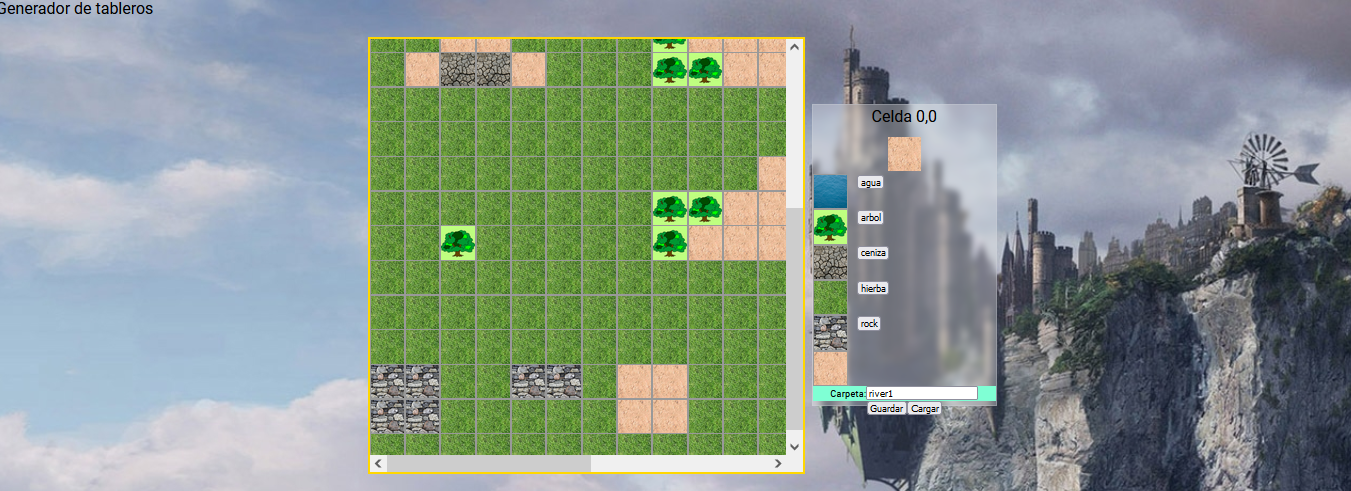 Generador de tableros
Celda 0,0
agua
arbol
ceniza
hierba
rock
Carpeta: river1
Guardar Cargar